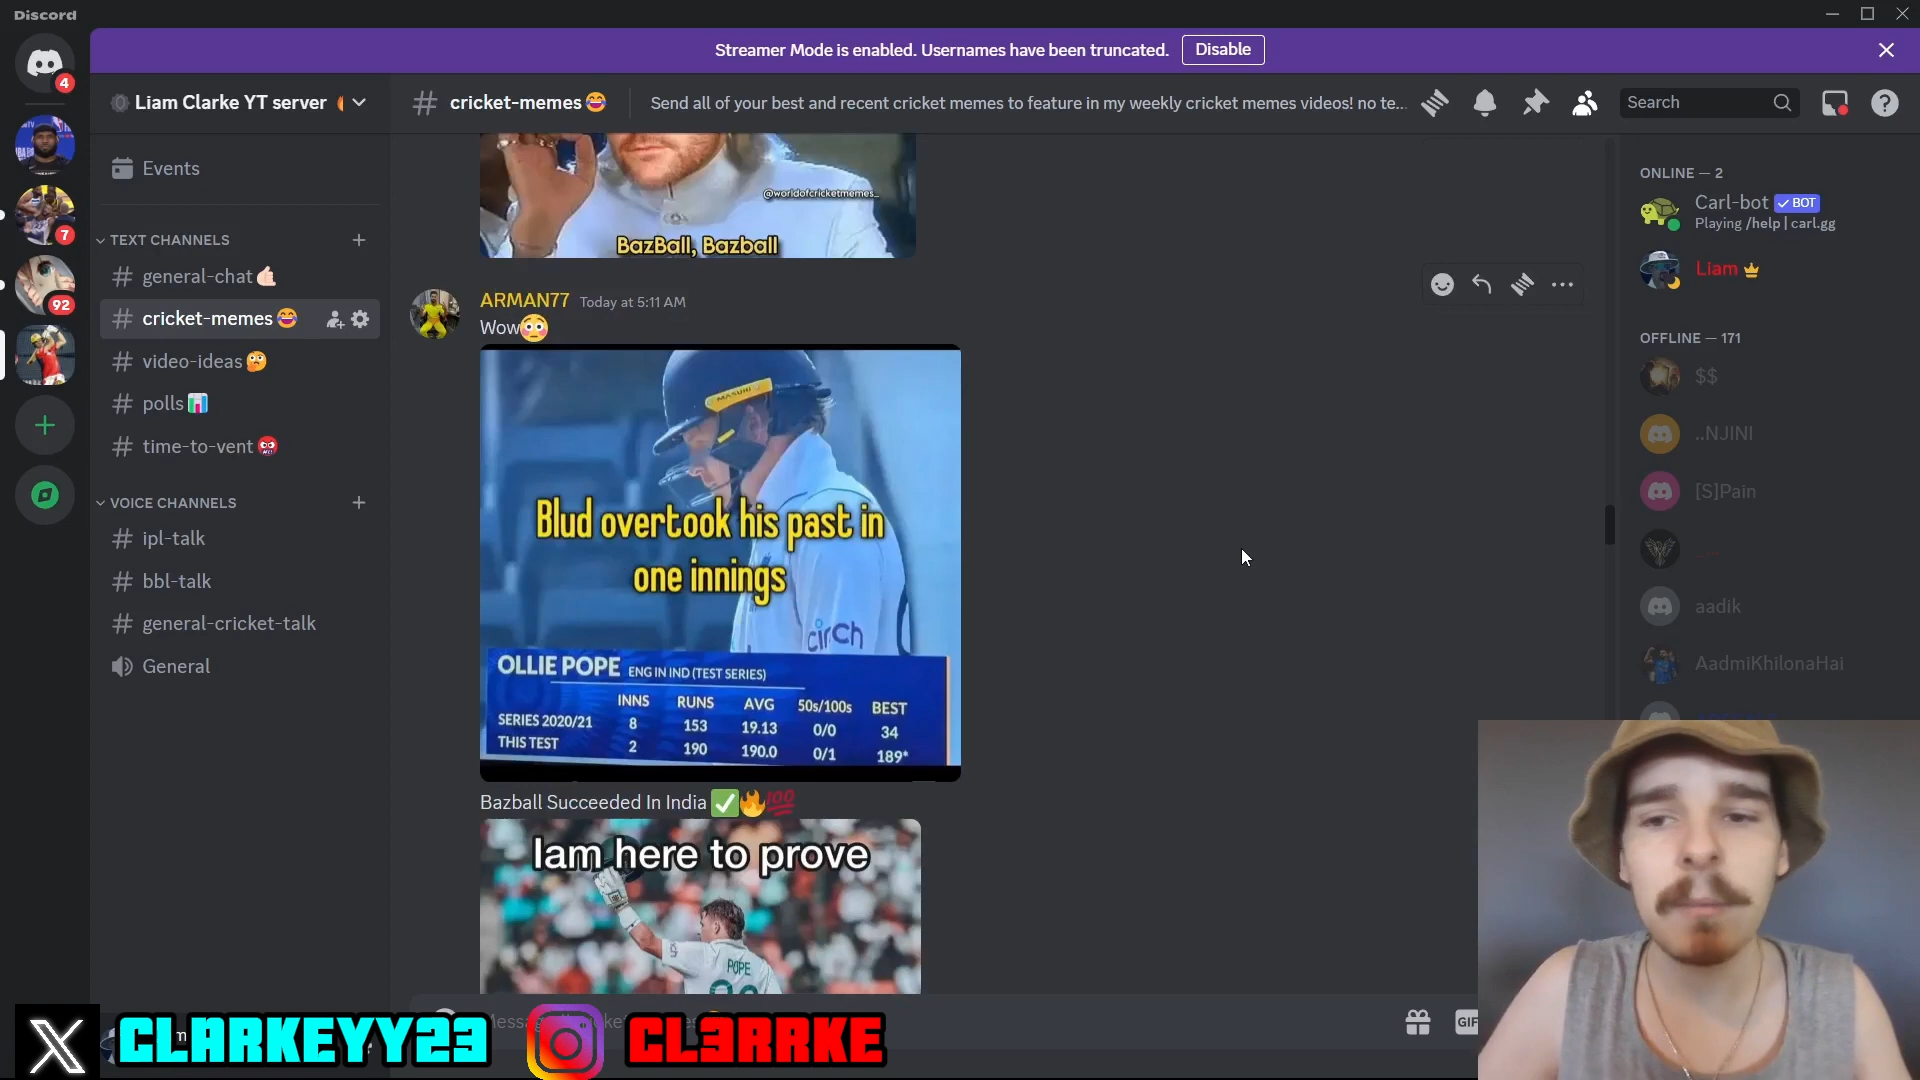 Discord
Streamer Mode is enabled. Usernames have been truncated.
Disable
4
7
92
Liam Clarke YT server
cricket-memes😂
Send all of your best and recent cricket memes to feature in my weekly cricket memes videos! no te...
Search
Events
TEXT CHANNELS
general-chat
cricket-memes😂
video-ideas🤔
polls📊
time-to-vent
VOICE CHANNELS
ipl-talk
bbl-talk
general-cricket-talk
General
@worldofcricketmemes_
BazBall, Bazball
ARMAN77 Today at 5:11 AM
Wow😳
MASURI
Blud overtook his past in
one innings
cinch
OLLIE POPE ENG IN IND (TEST SERIES)
INNS RUNS AVG 50s/100s BEST
SERIES 2020/21 8 153 19.13 0/0 34
THIS TEST 2 190 190.0 0/1 189*
Bazball Succeeded In India ✅🔥💯
Iam here to prove
POPE
GIF
ONLINE — 2
Carl-bot ✓ BOT
Playing /help | carl.gg
Liam
OFFLINE — 171
$$
..NJINI
[S]Pain
aadik
AadmiKhilonaHai
X CLARKEYY23
CL3RRKE